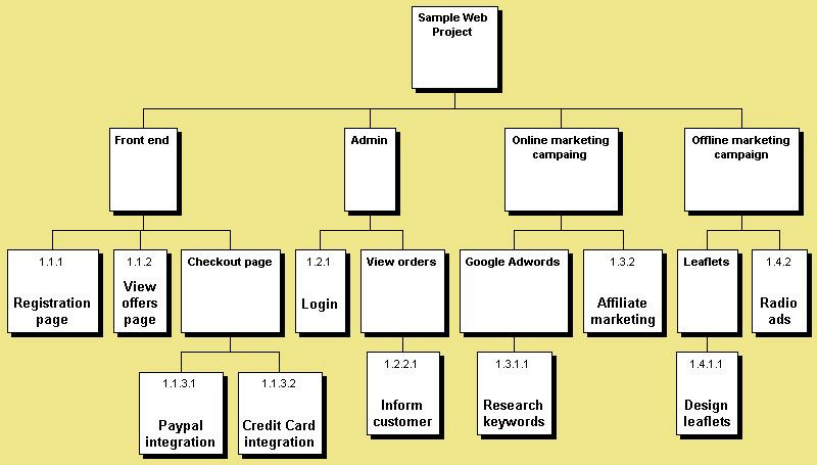 Sample Web
Project
Front end
Admin
Online marketing
campaing
Offline marketing
campaign
1.1.1
Registration
page
1.1.2
View
offers
page
Checkout page
1.2.1
Login
View orders
Google Adwords
1.3.2
Affiliate
marketing
Leaflets
1.4.2
Radio
ads
1.1.3.1
Paypal
integration
1.1.3.2
Credit Card
integration
1.2.2.1
Inform
customer
1.3.1.1
Research
keywords
1.4.1.1
Design
leaflets